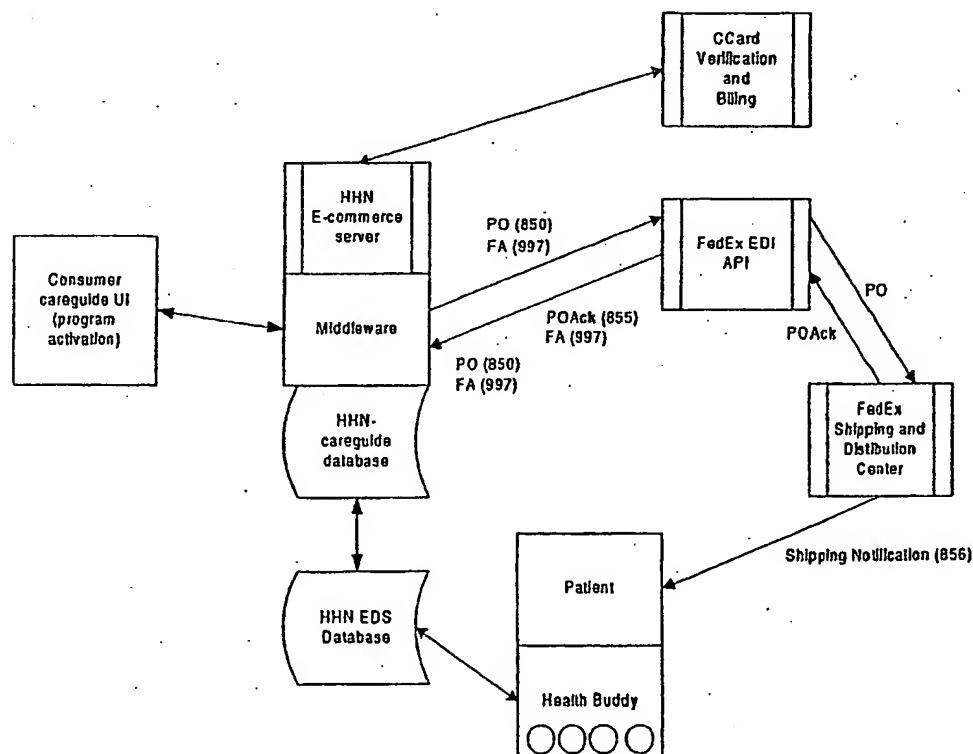 CCard
Verification
and
Billing
HHN
E-commerce
server
PO (850)
FA (997)
FedEx EDI
API
Consumer
careguide UI
(program
activation)
Middleware
PO
POAck (855)
FA (997)
POAck
PO (850)
FA (997)
HHN-
careguide
database
FedEx
Shipping and
Distibution
Center
Shipping Notification (856)
Patient
HHN EDS
Database
Health Buddy